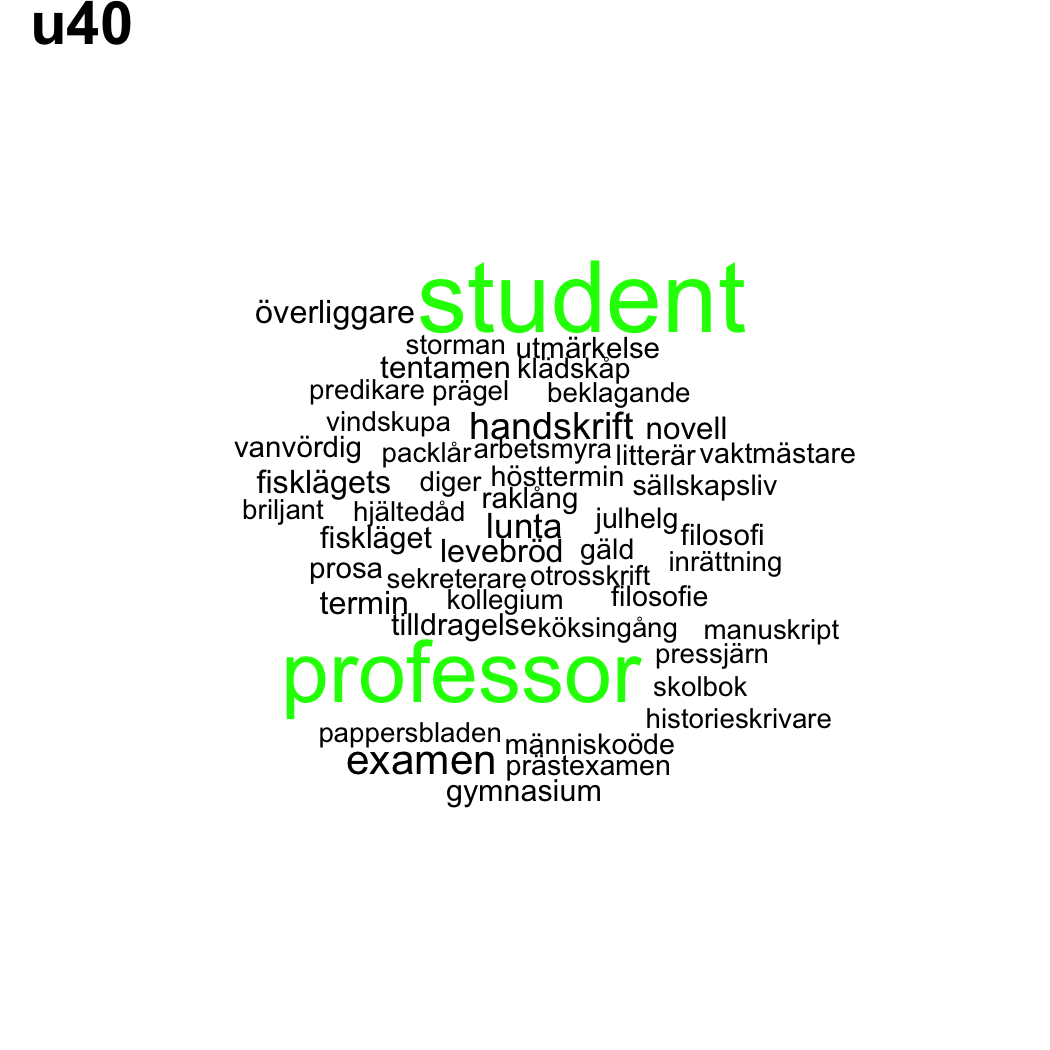 u40
student
överliggare
storman utmärkelse
tentamen klädskåp
predikare prägel beklagande
vindskupa handskrift novell
vanvördig packlår arbetsmyra litterär vaktmästare
fisklägets diger hösttermin sällskapsliv
raklång
briljant hjältedåd lunta julhelg
fiskläget levebröd gäld filosofi
inrättning
prosa sekreterare otrosskrift
termin kollegium filosofie
tilldragelse köksingång manuskript
professor pressjärn
skolbok
historieskrivare
pappersbladen människoöde
examen prästexamen
gymnasium